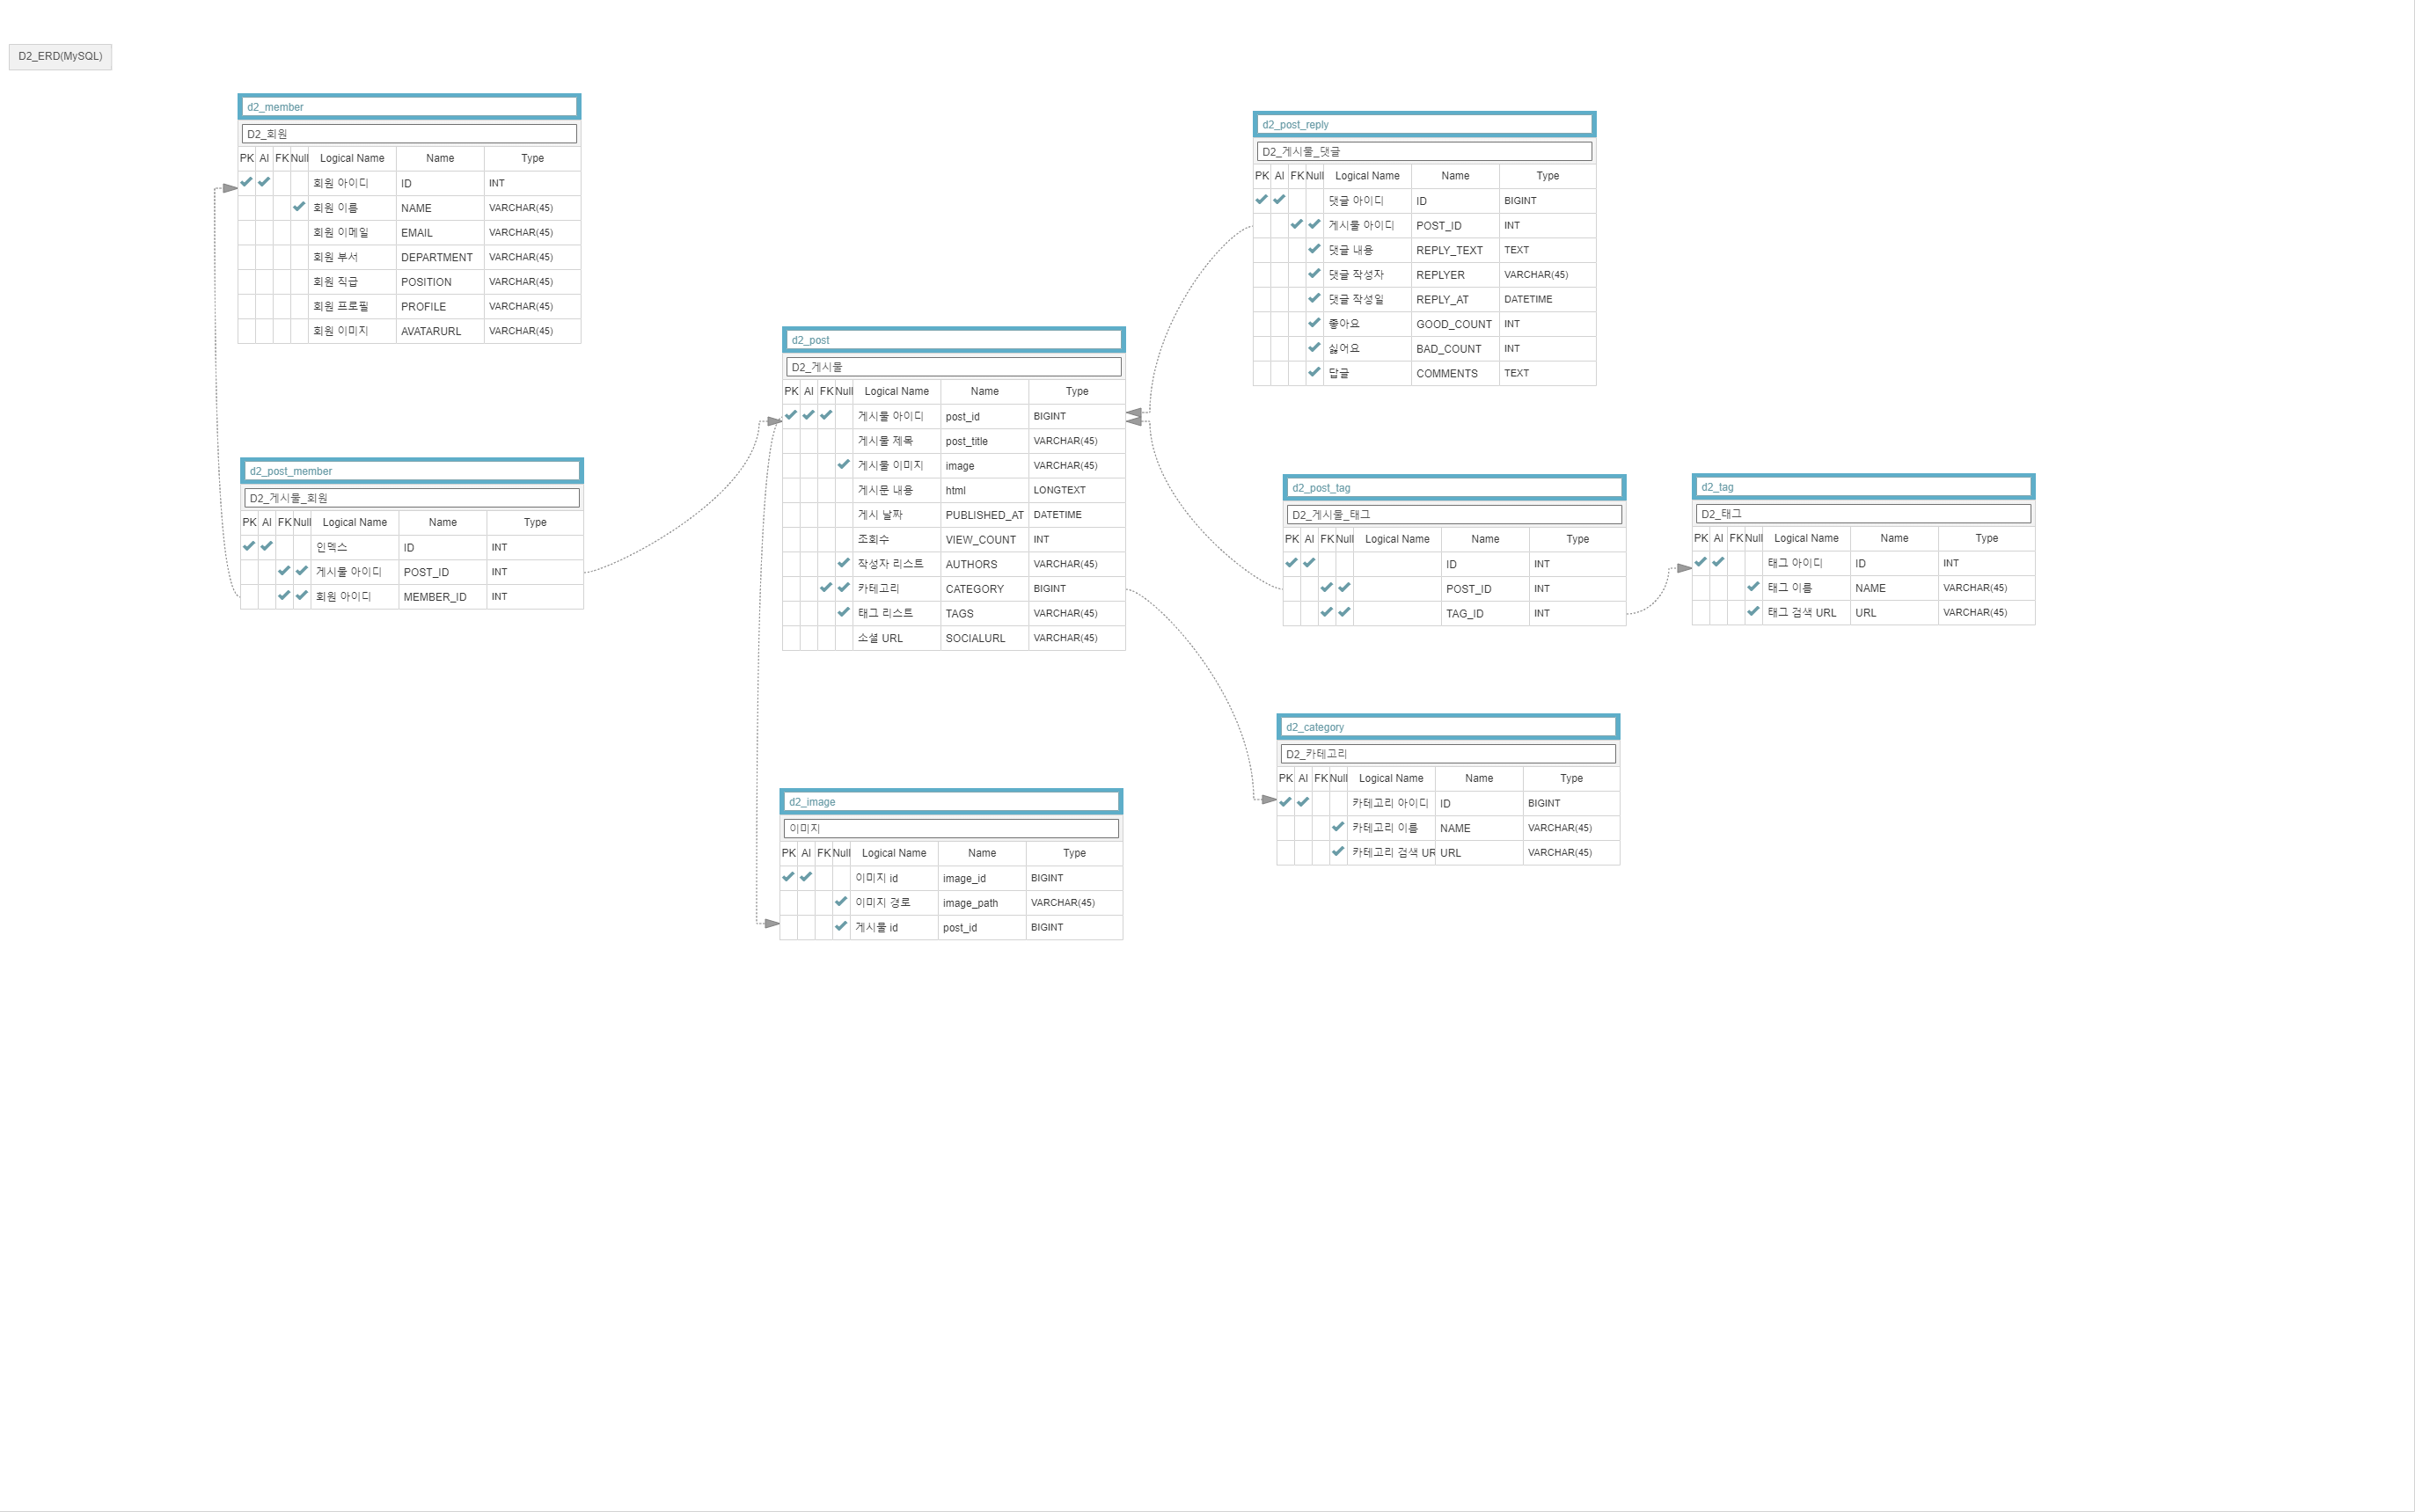 D2_ERD(MySQL)
d2_member
D2_회원
PK AI FK Null Logical Name Name Type
회원 아이디 ID INT
회원 이름 NAME VARCHAR(45)
회원 이메일 EMAIL VARCHAR(45)
회원 부서 DEPARTMENT VARCHAR(45)
회원 직급 POSITION VARCHAR(45)
회원 프로필 PROFILE VARCHAR(45)
회원 이미지 AVATARURL VARCHAR(45)
d2_post_member
D2_게시물_회원
PK AI FK Null Logical Name Name Type
인덱스 ID INT
게시물 아이디 POST_ID INT
회원 아이디 MEMBER_ID INT
d2_post
D2_게시물
PK AI FK Null Logical Name Name Type
게시물 아이디 post_id BIGINT
게시물 제목 post_title VARCHAR(45)
게시물 이미지 image VARCHAR(45)
게시문 내용 html LONGTEXT
게시 날짜 PUBLISHED_AT DATETIME
조회수 VIEW_COUNT INT
작성자 리스트 AUTHORS VARCHAR(45)
카테고리 CATEGORY BIGINT
태그 리스트 TAGS VARCHAR(45)
소셜 URL SOCIALURL VARCHAR(45)
d2_image
이미지
PK AI FK Null Logical Name Name Type
이미지 id image_id BIGINT
이미지 경로 image_path VARCHAR(45)
게시물 id post_id BIGINT
d2_post_reply
D2_게시물_댓글
PK AI FK Null Logical Name Name Type
댓글 아이디 ID BIGINT
게시물 아이디 POST_ID INT
댓글 내용 REPLY_TEXT TEXT
댓글 작성자 REPLYER VARCHAR(45)
댓글 작성일 REPLY_AT DATETIME
좋아요 GOOD_COUNT INT
싫어요 BAD_COUNT INT
답글 COMMENTS TEXT
d2_post_tag
D2_게시물_태그
PK AI FK Null Logical Name Name Type
ID INT
POST_ID INT
TAG_ID INT
d2_tag
D2_태그
PK AI FK Null Logical Name Name Type
태그 아이디 ID INT
태그 이름 NAME VARCHAR(45)
태그 검색 URL URL VARCHAR(45)
d2_category
D2_카테고리
PK AI FK Null Logical Name Name Type
카테고리 아이디 ID BIGINT
카테고리 이름 NAME VARCHAR(45)
카테고리 검색 UR URL VARCHAR(45)